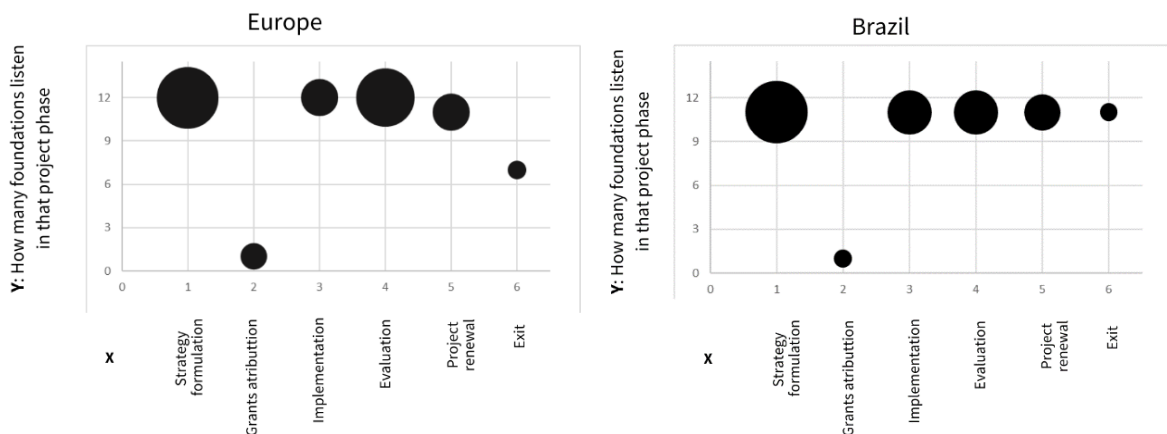 Europe
Y: How many foundations listen
in that project phase
12
9
6
3
0
0 1 2 3 4 5 6
X
Strategy
formulation
Grants atributtion
Implementation
Evaluation
Project
renewal
Exit
Brazil
Y: How many foundations listen
in that project phase
12
9
6
3
0
0 1 2 3 4 5 6
X
Strategy
formulation
Grants atribution
Implementation
Evaluation
Project
renewal
Exit